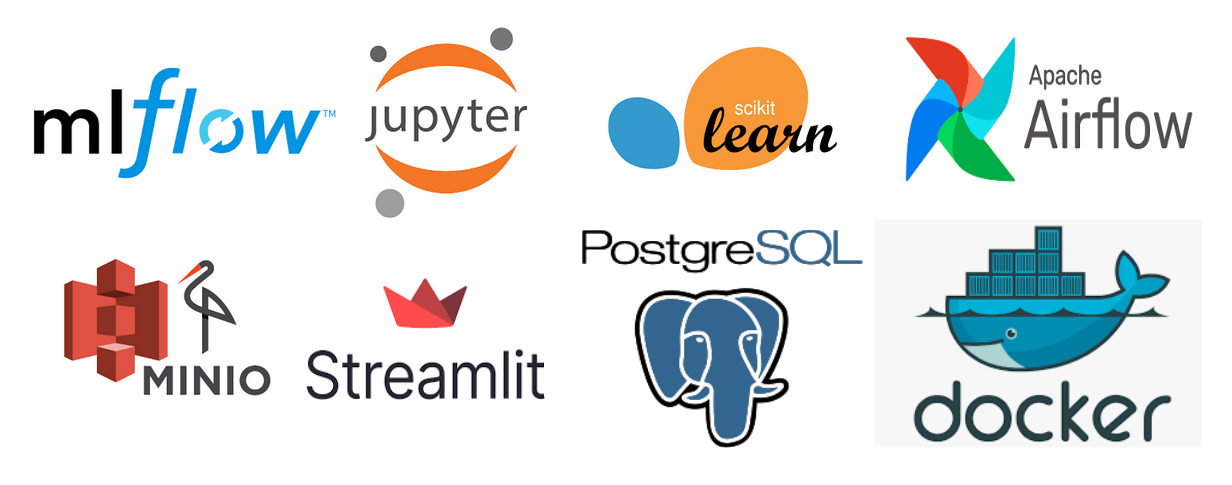 mlflow™
jupyter
scikit
learn
Apache
Airflow
MINIO
Streamlit
PostgreSQL
docker